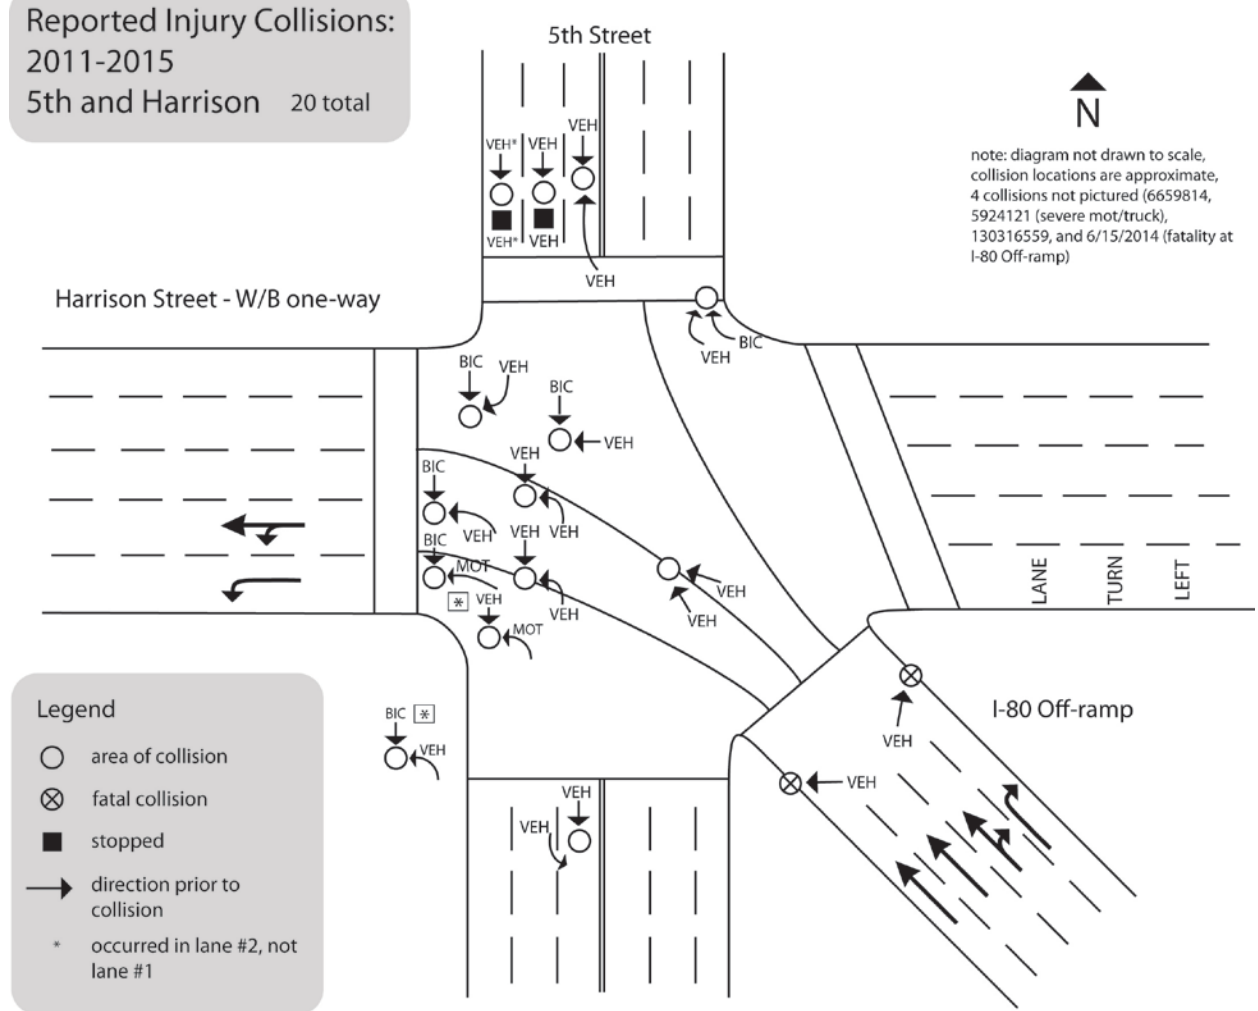 Reported Injury Collisions:
2011-2015
5th and Harrison 20 total
5th Street
N
note: diagram not drawn to scale,
collision locations are approximate,
4 collisions not pictured (6659814,
5924121 (severe mot/truck),
130316559, and 6/15/2014 (fatality at
I-80 Off-ramp)
VEH
VEH* VEH
VEH* VEH
VEH
Harrison Street - W/B one-way
BIC
VEH
BIC VEH
BIC
VEH
VEH
BIC
VEH
VEH
VEH
BIC
MOT
* VEH
VEH
VEH
VEH
MOT
LANE
TURN
LEFT
I-80 Off-ramp
VEH
VEH
BIC *
VEH
VEH
VEH
Legend
area of collision
fatal collision
stopped
direction prior to
collision
* occurred in lane #2, not
lane #1